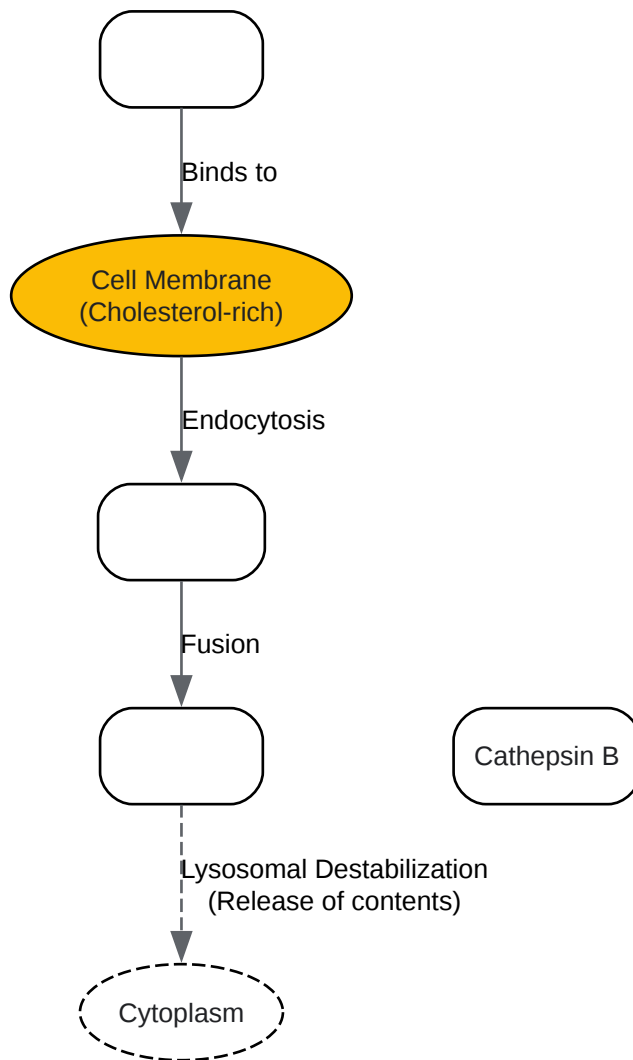 Binds to
Cell Membrane
(Cholesterol-rich)
Endocytosis
Fusion
Cathepsin B
Lysosomal Destabilization
(Release of contents)
Cytoplasm